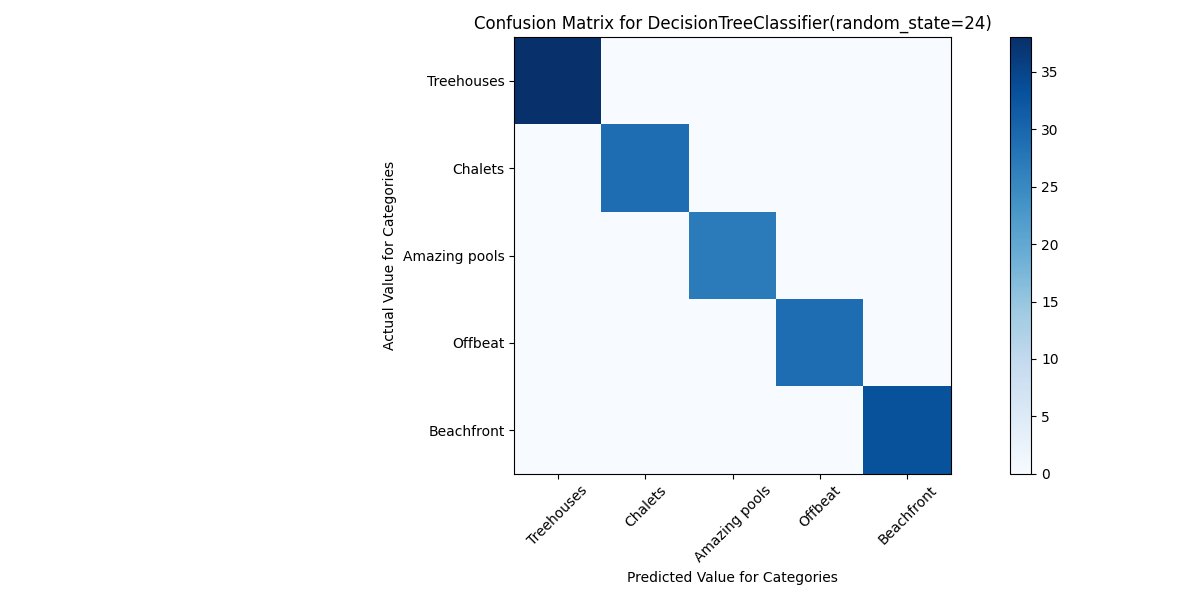 Confusion Matrix for DecisionTreeClassifier(random_state=24)
Actual Value for Categories
Treehouses
Chalets
Amazing pools
Offbeat
Beachfront
Treehouses
Chalets
Amazing pools
Offbeat
Beachfront
Predicted Value for Categories
35
30
25
20
15
10
5
0